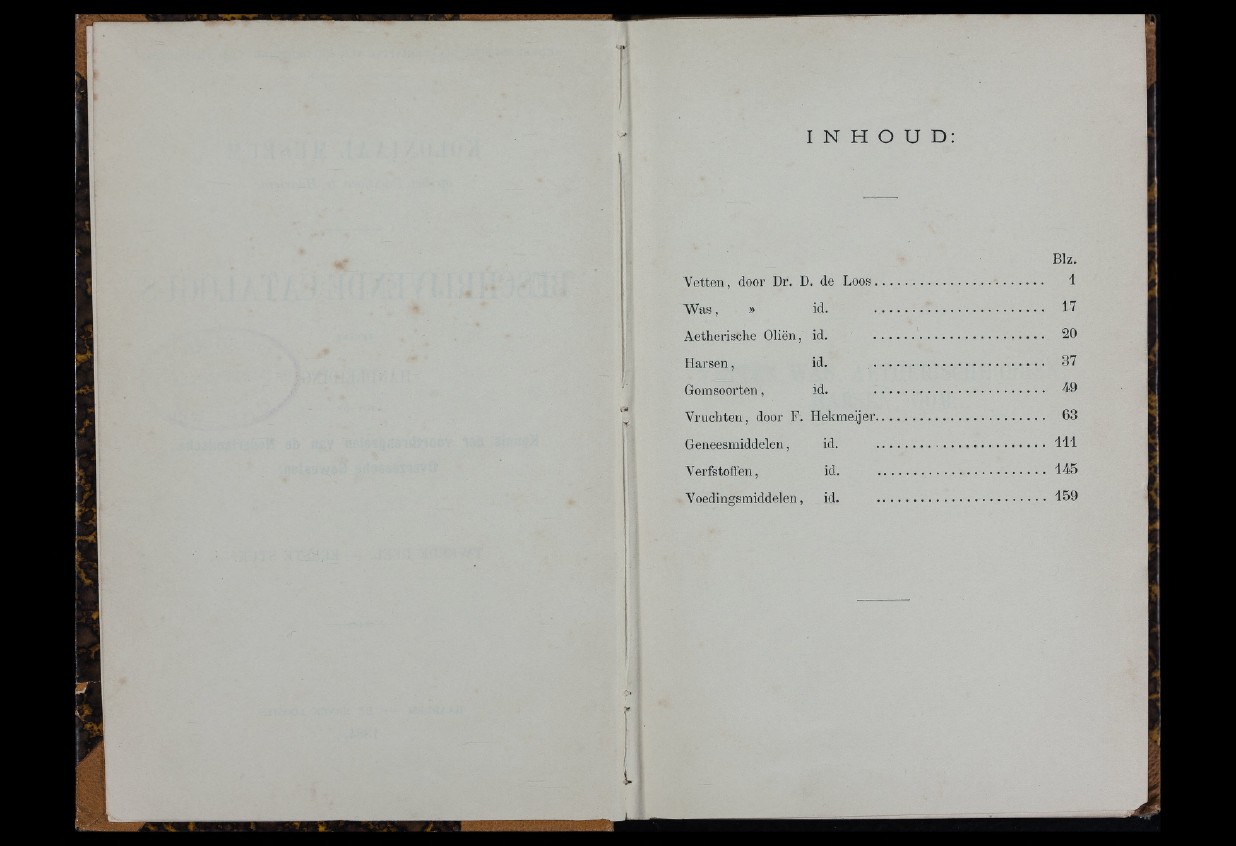 INHOUD:
Blz.
Vetten, door Dr. D. de Loos....................... 1
Was, » id. ....................... 17
Aetherische Oliën, id. ....................... 20
Harsen, id. ....................... 37
Gomsoorten, id. ....................... 49
Vruchten, door F. Hekmeijer....................... 63
Geneesmiddelen, id. ....................... 111
Verfstoffen, id. ....................... 145
Voedingsmiddelen, id. ....................... 159